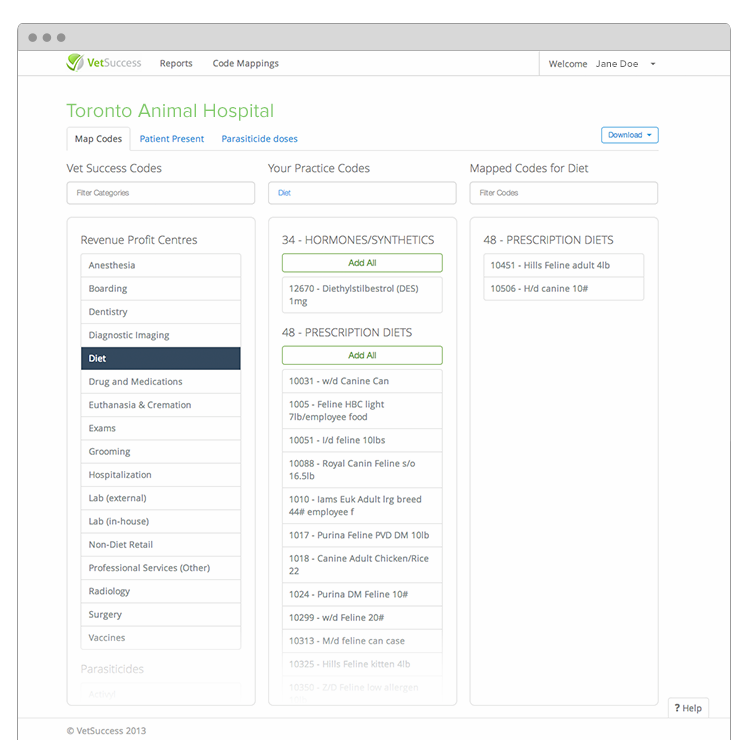 VetSuccess Reports Code Mappings Welcome Jane Doe
Toronto Animal Hospital
Map Codes Patient Present Parasiticide doses Download
Vet Success Codes
Filter Categories
Revenue Profit Centres
Anesthesia
Boarding
Dentistry
Diagnostic Imaging
Diet
Drug and Medications
Euthanasia & Cremation
Exams
Grooming
Hospitalization
Lab (external)
Lab (in-house)
Non-Diet Retail
Professional Services (Other)
Radiology
Surgery
Vaccines
Parasiticides
Your Practice Codes
Diet
34 - HORMONES/SYNTHETICS
Add All
12670 - Diethylstilbestrol (DES)
1mg
48 - PRESCRIPTION DIETS
Add All
10031 - w/d Canine Can
1005 - Feline HBC light
7lb/employee food
10051 - I/d feline 10lbs
10088 - Royal Canin Feline s/o
16.5lb
1010 - Iams Euk Adult lrg breed
44# employee f
1017 - Purina Feline PVD DM 10lb
1018 - Canine Adult Chicken/Rice
22
1024 - Purina DM Feline 10#
10299 - w/d Feline 20#
10313 - M/d feline can case
10325 - Hills Feline kitten 4lb
10350 - Z/D Feline low allergen
Mapped Codes for Diet
Filter Codes
48 - PRESCRIPTION DIETS
10451 - Hills Feline adult 4lb
10506 - H/d canine 10#
? Help
© VetSuccess 2013